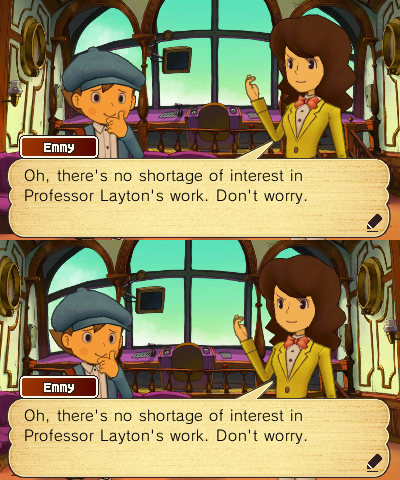 Emmy
Oh, there's no shortage of interest in
Professor Layton's work. Don't worry.
Emmy
Oh, there's no shortage of interest in
Professor Layton's work. Don't worry.